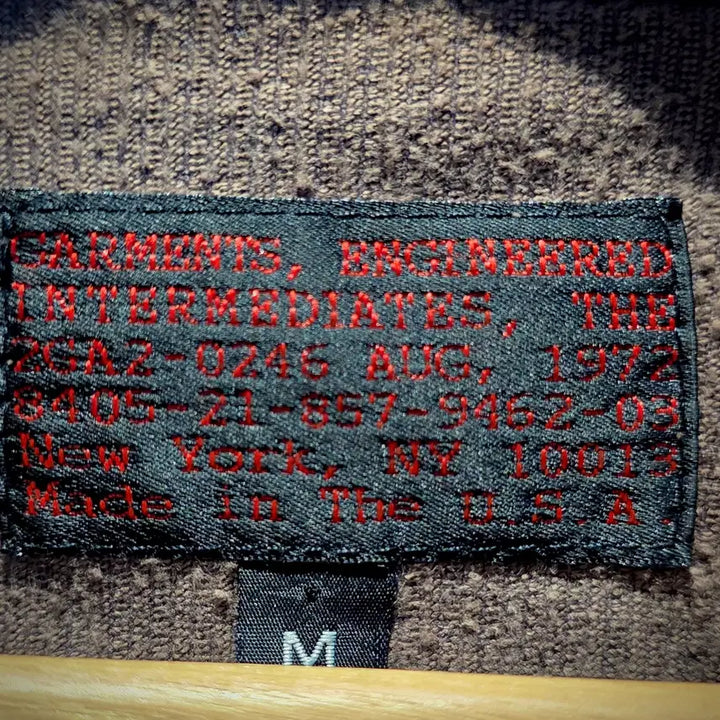 GARMENTS, ENGINEERED
INTERMEDIATES, THE
2GA2-0246 AUG, 1972
8405-21-857-9462-03
New York, NY 10013
Made in The U.S.A.
M